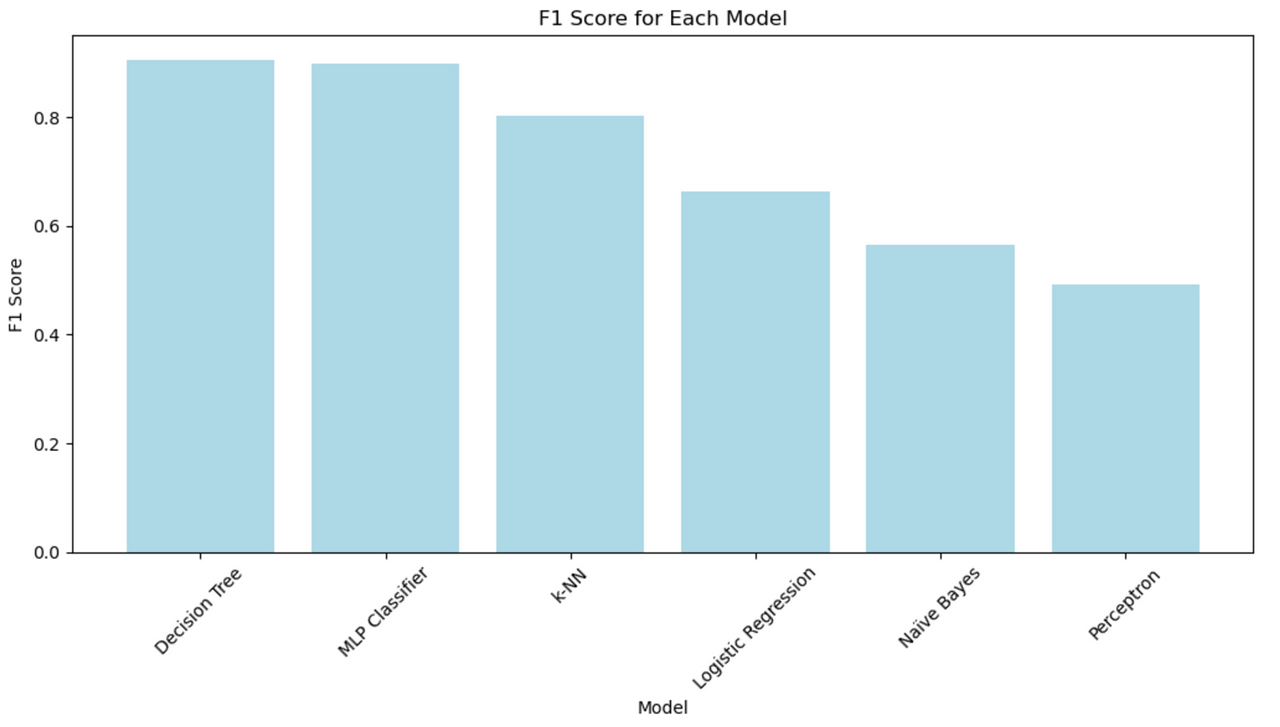 F1 Score for Each Model
F1 Score
0.8
0.6
0.4
0.2
0.0
Decision Tree
MLP Classifier
k-NN
Logistic Regression
Naïve Bayes
Perceptron
Model